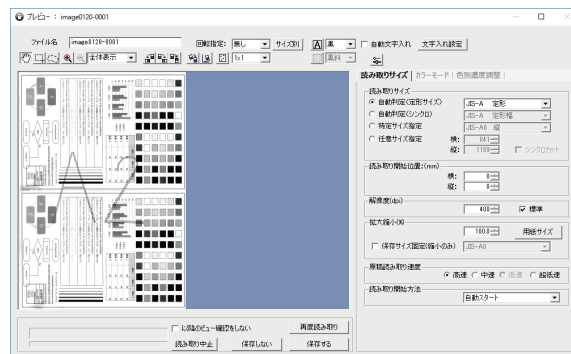 プレビュー : image0120-0001
ファイル名 image0120-0001 回転指定: 無し サイズ別 A 黒 自動文字入れ 文字入れ設定
全体表示 1x1 黒料
読み取りサイズ カラーモード 色別濃度調整
読み取りサイズ
自動判定(定形サイズ) JIS-A 定形
自動判定(シンクロ) JIS-A 定形幅
特定サイズ指定 JIS-A0 縦
任意サイズ指定 横: 841
縦: 1189 シンクロカット
読み取り開始位置:(mm)
横: 0
縦: 0
解像度(dpi)
400 標準
拡大縮小(%)
100.0 用紙サイズ
保存サイズ固定(縮小のみ) JIS-A0
原稿読み取り速度
高速 中速 低速 超低速
読み取り開始方法
自動スタート
A2
以降のビュー確認をしない 再度読み取り
読み取り中止 保存しない 保存する